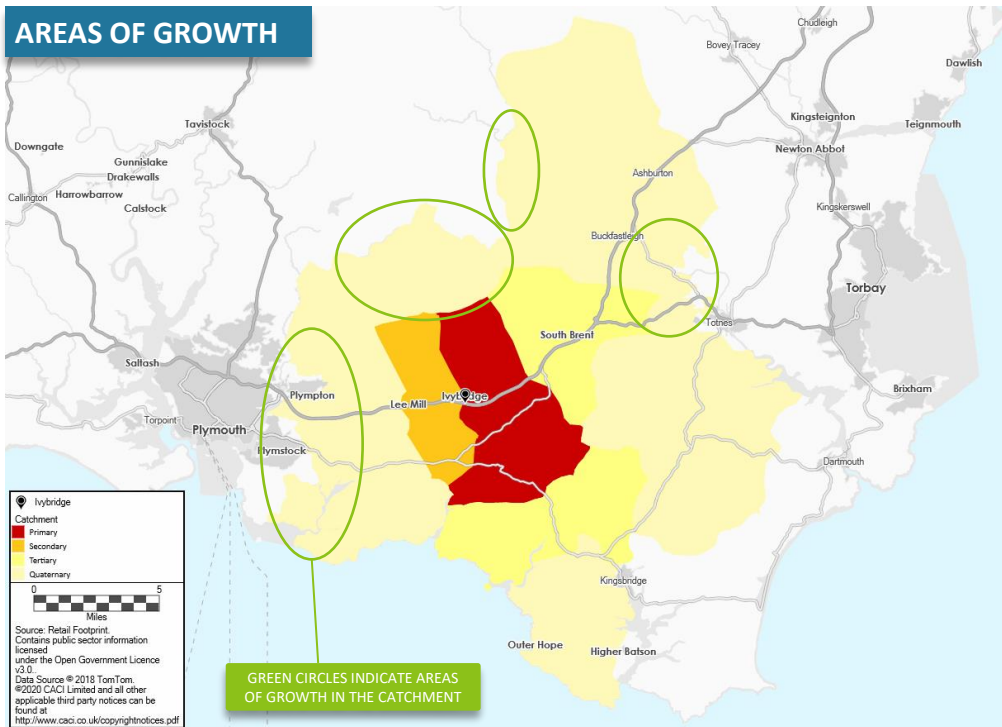 AREAS OF GROWTH
Chudleigh
Bovey Tracey
Dawlish
Tavistock
Kingsteignton
Teignmouth
Downgate
Gunnislake
Newton Abbot
Drakewalls
Ashburton
Callington
Harrowbarrow
Calstock
Kingskerswell
Buckfastleigh
Torbay
Totnes
South Brent
Saltash
Plympton
Lee Mill
Ivybridge
Brixham
Torpoint
Plymouth
Plymstock
Dartmouth
Kingsbridge
Outer Hope
Higher Batson
Ivybridge
Catchment
Primary
Secondary
Tertiary
Quaternary
0 5
Miles
Source: Retail Footprint.
Contains public sector information
licensed
under the Open Government Licence
v3.0..
Data Source © 2018 TomTom.
©2020 CACI Limited and all other
applicable third party notices can be
found at
http://www.caci.co.uk/copyrightnotices.pdf
GREEN CIRCLES INDICATE AREAS
OF GROWTH IN THE CATCHMENT